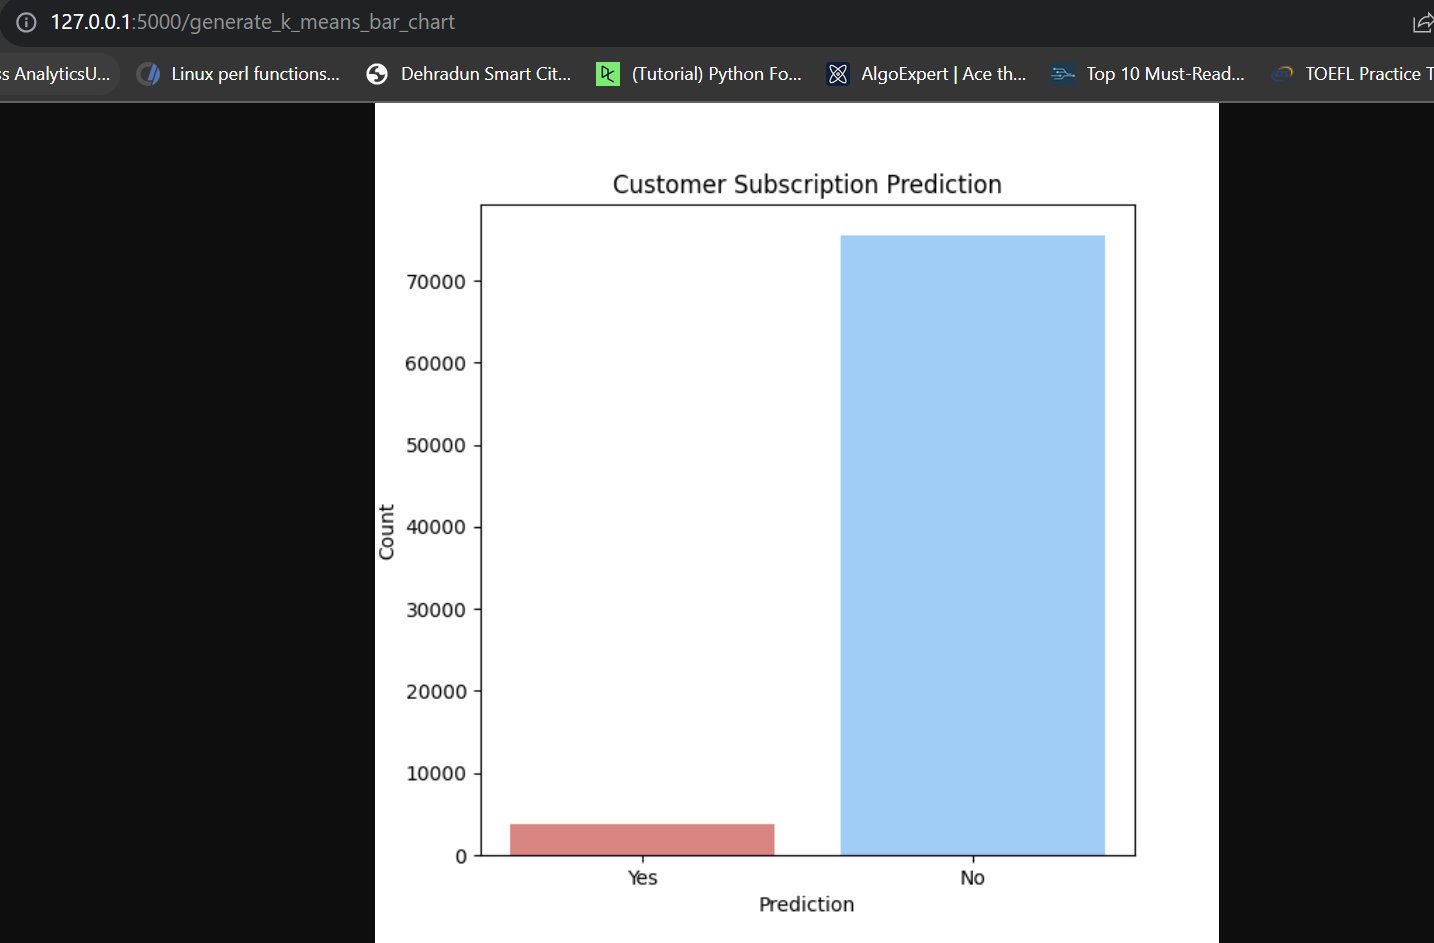 127.0.0.1:5000/generate_k_means_bar_chart
ss AnalyticsU... Linux perl functions... Dehradun Smart Cit... (Tutorial) Python Fo... AlgoExpert | Ace th... Top 10 Must-Read... TOEFL Practice T
Customer Subscription Prediction
70000
60000
50000
40000
30000
20000
10000
0
Count
Yes No
Prediction